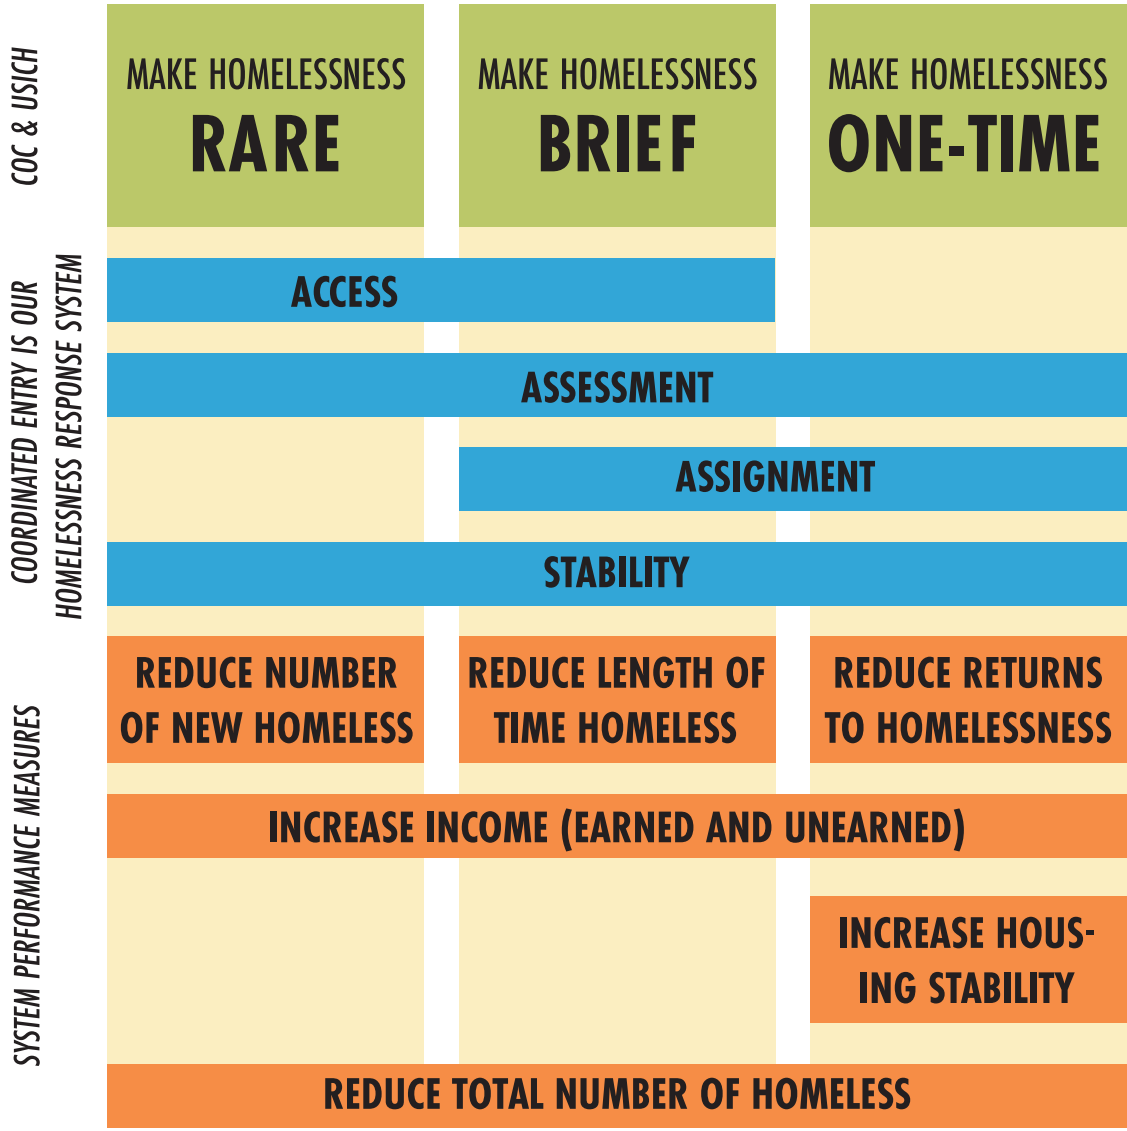 COC & USICH
MAKE HOMELESSNESS
RARE
MAKE HOMELESSNESS
BRIEF
MAKE HOMELESSNESS
ONE-TIME
COORDINATED ENTRY IS OUR
HOMELESSNESS RESPONSE SYSTEM
ACCESS
ASSESSMENT
ASSIGNMENT
STABILITY
SYSTEM PERFORMANCE MEASURES
REDUCE NUMBER
OF NEW HOMELESS
REDUCE LENGTH OF
TIME HOMELESS
REDUCE RETURNS
TO HOMELESSNESS
INCREASE INCOME (EARNED AND UNEARNED)
INCREASE HOUS-
ING STABILITY
REDUCE TOTAL NUMBER OF HOMELESS